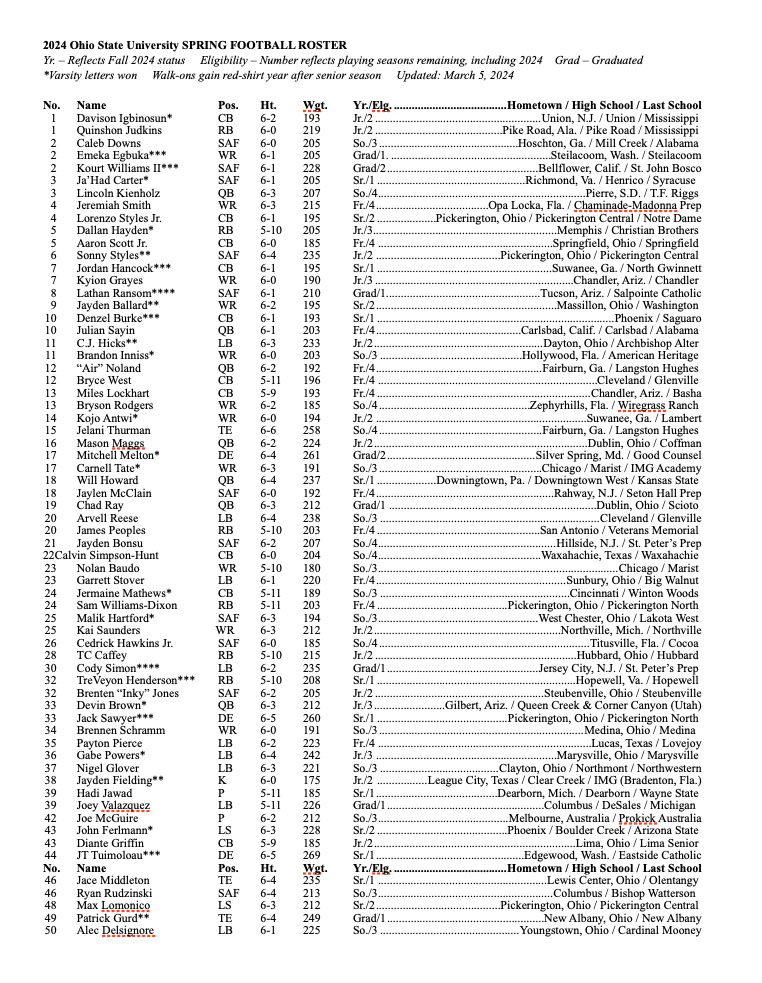 2024 Ohio State University SPRING FOOTBALL ROSTER
Yr. – Reflects Fall 2024 status Eligibility – Number reflects playing seasons remaining, including 2024 Grad – Graduated
*Varsity letters won Walk-ons gain red-shirt year after senior season Updated: March 5, 2024
No. Name Pos. Ht. Wgt. Yr./Elg. ....................................Hometown / High School / Last School
1 Davison Igbinosun* CB 6-2 193 Jr./2 ....................................Union, N.J. / Union / Mississippi
1 Quinshon Judkins RB 6-0 219 Jr./2 ....................................Pike Road, Ala. / Pike Road / Mississippi
2 Caleb Downs SAF 6-0 205 So./3 ....................................Hoschton, Ga. / Mill Creek / Alabama
2 Emeka Egbuka*** WR 6-1 205 Grad/1. ....................................Steilacoom, Wash. / Steilacoom
2 Kourt Williams II*** SAF 6-1 228 Grad/2....................................Bellflower, Calif. / St. John Bosco
3 Ja’Had Carter* SAF 6-1 205 Sr./1 ....................................Richmond, Va. / Henrico / Syracuse
3 Lincoln Kienholz QB 6-3 207 So./4....................................Pierre, S.D. / T.F. Riggs
4 Jeremiah Smith WR 6-3 215 Fr./4 ....................................Opa Locka, Fla. / Chaminade-Madonna Prep
4 Lorenzo Styles Jr. CB 6-1 195 Sr./2 ..................Pickerington, Ohio / Pickerington Central / Notre Dame
5 Dallan Hayden* RB 5-10 205 Jr./3....................................Memphis / Christian Brothers
5 Aaron Scott Jr. CB 6-0 185 Fr./4 ....................................Springfield, Ohio / Springfield
6 Sonny Styles** SAF 6-4 235 Jr./2 ....................................Pickerington, Ohio / Pickerington Central
7 Jordan Hancock*** CB 6-1 195 Sr./1 ....................................Suwanee, Ga. / North Gwinnett
7 Kyion Grayes WR 6-0 190 Jr./3 ....................................Chandler, Ariz. / Chandler
8 Lathan Ransom**** SAF 6-1 210 Grad/1....................................Tucson, Ariz. / Salpointe Catholic
9 Jayden Ballard** WR 6-2 195 Sr./2 ....................................Massillon, Ohio / Washington
10 Denzel Burke*** CB 6-1 193 Sr./1 ....................................Phoenix / Saguaro
10 Julian Sayin QB 6-1 203 Fr./4....................................Carlsbad, Calif. / Carlsbad / Alabama
11 C.J. Hicks** LB 6-3 233 Jr./2....................................Dayton, Ohio / Archbishop Alter
11 Brandon Inniss* WR 6-0 203 So./3 ....................................Hollywood, Fla. / American Heritage
12 “Air” Noland QB 6-2 192 Fr./4 ....................................Fairburn, Ga. / Langston Hughes
12 Bryce West CB 5-11 196 Fr./4 ....................................Cleveland / Glenville
13 Miles Lockhart CB 5-9 193 Fr./4 ....................................Chandler, Ariz. / Basha
13 Bryson Rodgers WR 6-2 185 So./4....................................Zephyrhills, Fla. / Wiregrass Ranch
14 Kojo Antwi* WR 6-0 194 Jr./2 ....................................Suwanee, Ga. / Lambert
15 Jelani Thurman TE 6-6 258 So./4....................................Fairburn, Ga. / Langston Hughes
16 Mason Maggs QB 6-2 224 Jr./2 ....................................Dublin, Ohio / Coffman
17 Mitchell Melton* DE 6-4 261 Grad/2....................................Silver Spring, Md. / Good Counsel
17 Carnell Tate* WR 6-3 191 So./3....................................Chicago / Marist / IMG Academy
18 Will Howard QB 6-4 237 Sr./1 ..................Downingtown, Pa. / Downingtown West / Kansas State
18 Jaylen McClain SAF 6-0 192 Fr./4 ....................................Rahway, N.J. / Seton Hall Prep
19 Chad Ray QB 6-3 212 Grad/1 ....................................Dublin, Ohio / Scioto
20 Arvell Reese LB 6-4 238 So./3 ....................................Cleveland / Glenville
20 James Peoples RB 5-10 203 Fr./4....................................San Antonio / Veterans Memorial
21 Jayden Bonsu SAF 6-2 207 So./4....................................Hillside, N.J. / St. Peter’s Prep
22Calvin Simpson-Hunt CB 6-0 204 So./4....................................Waxahachie, Texas / Waxahachie
23 Nolan Baudo WR 5-10 180 So./3 ....................................Chicago / Marist
23 Garrett Stover LB 6-1 220 Fr./4....................................Sunbury, Ohio / Big Walnut
24 Jermaine Mathews* CB 5-11 189 So./3 ....................................Cincinnati / Winton Woods
24 Sam Williams-Dixon RB 5-11 203 Fr./4....................................Pickerington, Ohio / Pickerington North
25 Malik Hartford* SAF 6-3 194 So./3 ....................................West Chester, Ohio / Lakota West
25 Kai Saunders WR 6-3 212 Jr./2....................................Northville, Mich. / Northville
26 Cedrick Hawkins Jr. SAF 6-0 185 So./4 ....................................Titusville, Fla. / Cocoa
28 TC Caffey RB 5-10 215 Jr./2 ....................................Hubbard, Ohio / Hubbard
30 Cody Simon**** LB 6-2 235 Grad/1 ....................................Jersey City, N.J. / St. Peter’s Prep
32 TreVeyon Henderson*** RB 5-10 208 Sr./1 ....................................Hopewell, Va. / Hopewell
32 Brenten “Inky” Jones SAF 6-2 205 Jr./2 ....................................Steubenville, Ohio / Steubenville
33 Devin Brown* QB 6-3 212 Jr./3 ......................Gilbert, Ariz. / Queen Creek & Corner Canyon (Utah)
33 Jack Sawyer*** DE 6-5 260 Sr./1 ....................................Pickerington, Ohio / Pickerington North
34 Brennen Schramm WR 6-0 191 So./3 ....................................Medina, Ohio / Medina
35 Payton Pierce LB 6-2 223 Fr./4 ....................................Lucas, Texas / Lovejoy
36 Gabe Powers* LB 6-4 242 Jr./3 ....................................Marysville, Ohio / Marysville
37 Nigel Glover LB 6-3 221 So./3 ....................................Clayton, Ohio / Northmont / Northwestern
38 Jayden Fielding** K 6-0 175 Jr./2 ..................League City, Texas / Clear Creek / IMG (Bradenton, Fla.)
39 Hadi Jawad P 5-11 185 Sr./1....................................Dearborn, Mich. / Dearborn / Wayne State
39 Joey Valazquez LB 5-11 226 Grad/1 ....................................Columbus / DeSales / Michigan
42 Joe McGuire P 6-2 212 So./3....................................Melbourne, Australia / Prokick Australia
43 John Ferlmann* LS 6-3 228 Sr./2 ....................................Phoenix / Boulder Creek / Arizona State
43 Diante Griffin CB 5-9 185 Jr./2....................................Lima, Ohio / Lima Senior
44 JT Tuimoloau*** DE 6-5 269 Sr./1 ....................................Edgewood, Wash. / Eastside Catholic
No. Name Pos. Ht. Wgt. Yr./Elg. ....................................Hometown / High School / Last School
46 Jace Middleton TE 6-4 235 Sr./1 ....................................Lewis Center, Ohio / Olentangy
46 Ryan Rudzinski SAF 6-4 213 So./3....................................Columbus / Bishop Watterson
48 Max Lomonico LS 6-3 212 Sr./2....................................Pickerington, Ohio / Pickerington Central
49 Patrick Gurd** TE 6-4 249 Grad/1....................................New Albany, Ohio / New Albany
50 Alec Delsignore LB 6-1 225 So./3 ....................................Youngstown, Ohio / Cardinal Mooney